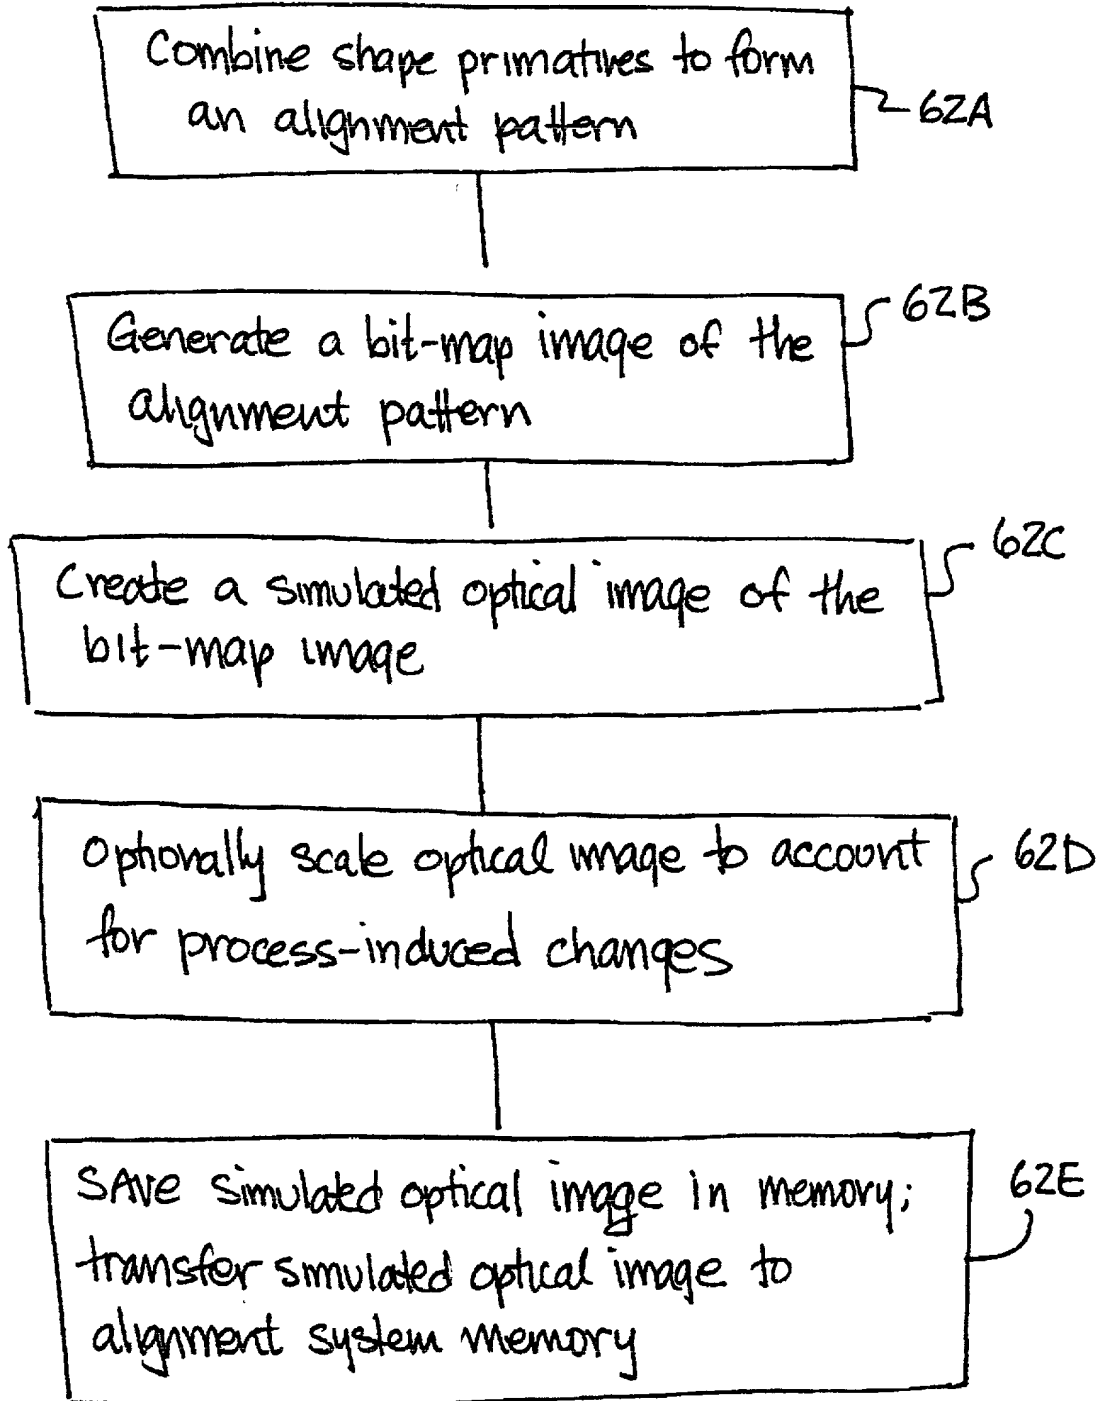 Combine shape primatives to form
an alignment pattern
62A
Generate a bit-map image of the
alignment pattern
62B
Create a simulated optical image of the
bit-map image
62C
Optionally scale optical image to account
for process-induced changes
62D
SAve simulated optical image in memory;
transfer simulated optical image to
alignment system memory
62E